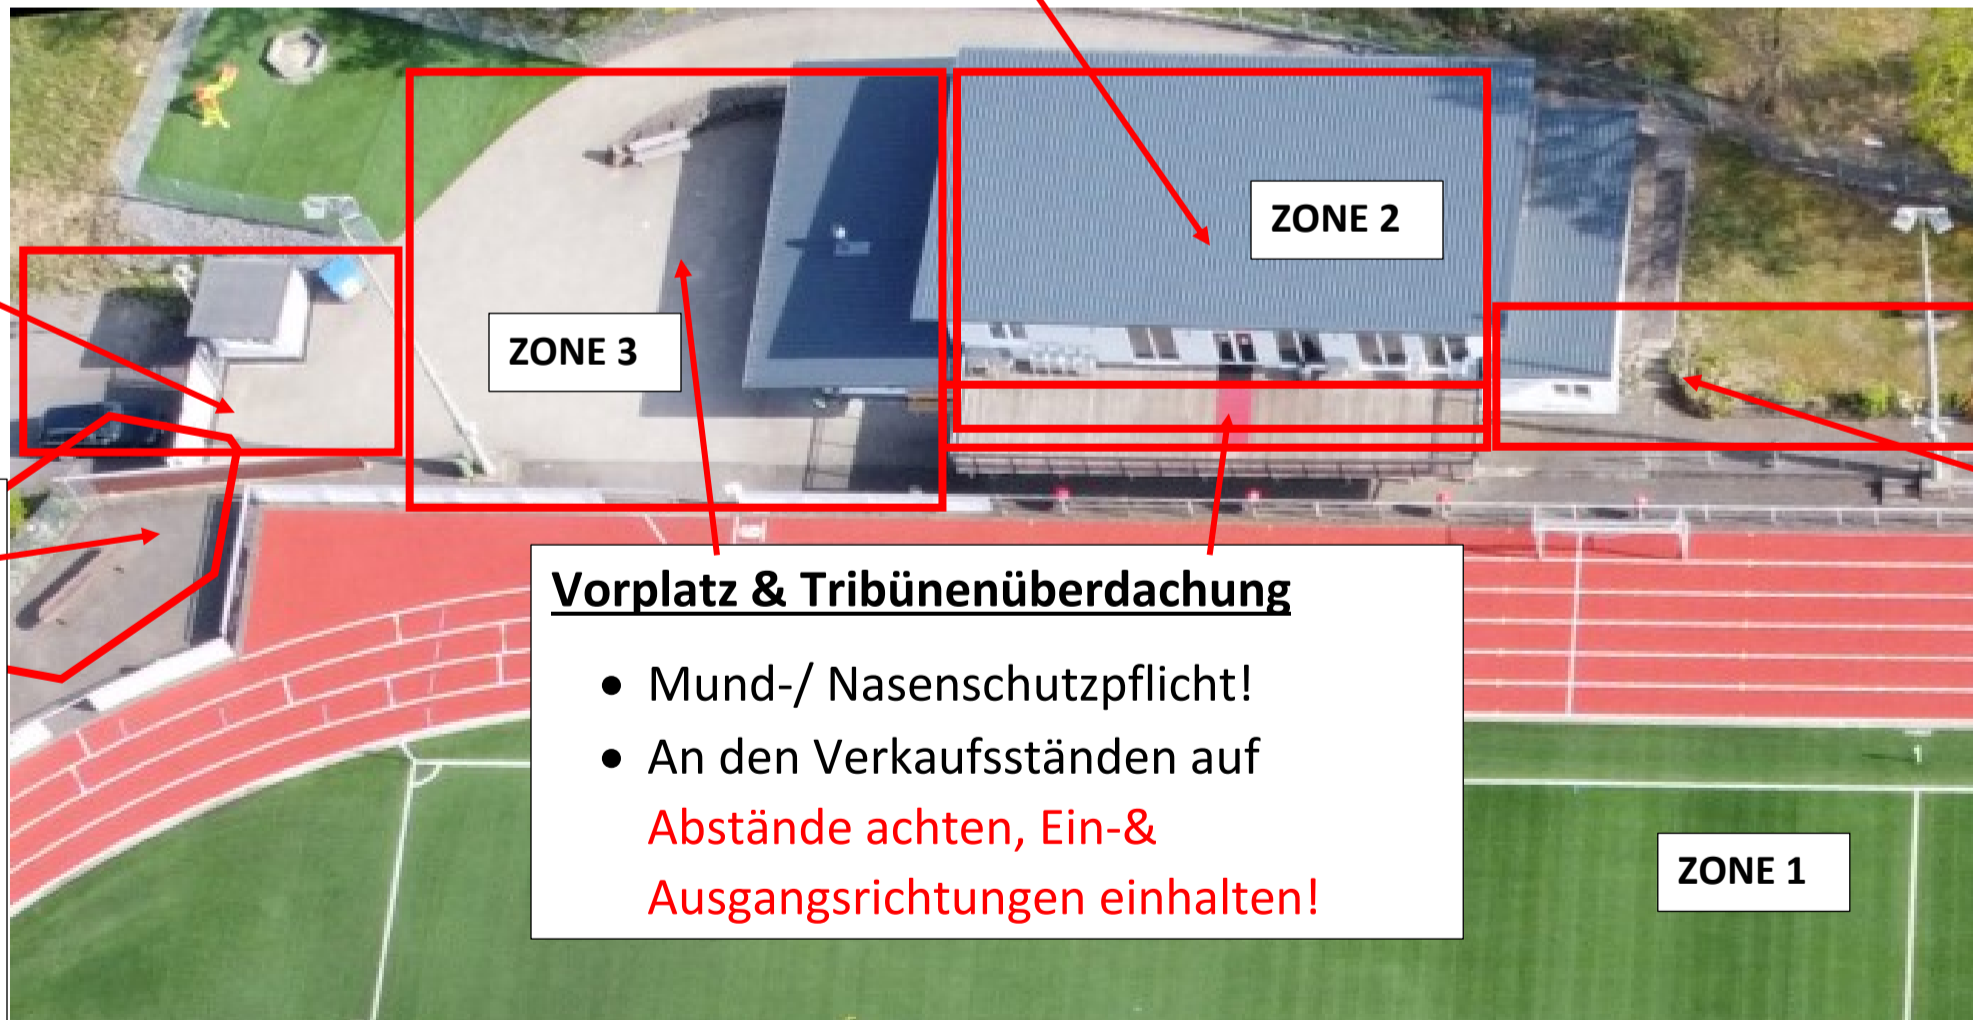 ZONE 2
ZONE 3
Vorplatz & Tribünenüberdachung
• Mund-/ Nasenschutzpflicht!
• An den Verkaufsständen auf
Abstände achten, Ein-&
Ausgangsrichtungen einhalten!
ZONE 1